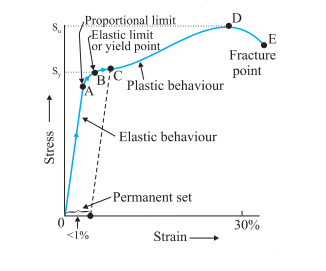 Proportional limit
Elastic limit
or yield point
Su
D
E
Fracture
point
Sy
A
B
C
Plastic behaviour
Elastic behaviour
Stress
Permanent set
0
<1%
Strain
30%